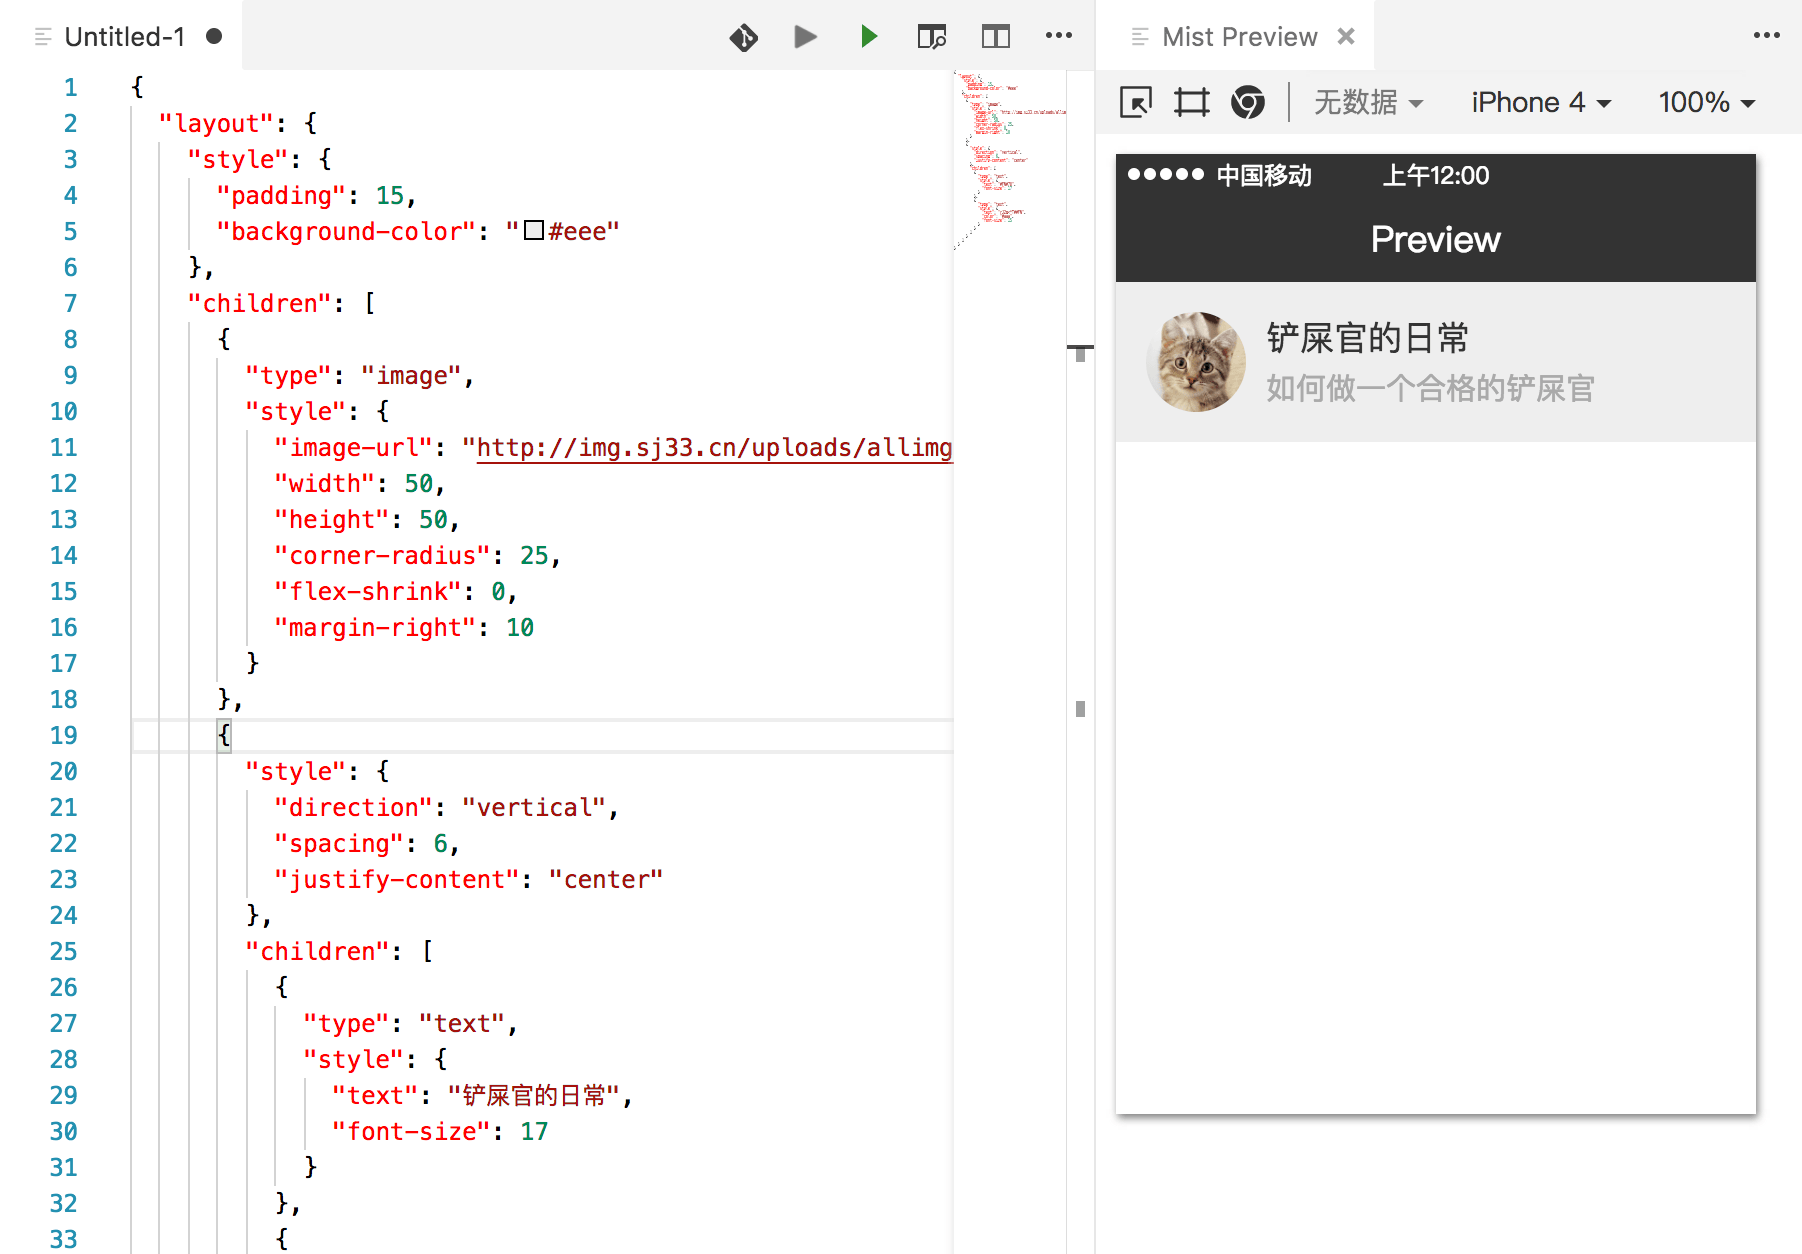 Untitled-1
1 {
2 "layout": {
3 "style": {
4 "padding": 15,
5 "background-color": "#eee"
6 },
7 "children": [
8 {
9 "type": "image",
10 "style": {
11 "image-url": "http://img.sj33.cn/uploads/allimg
12 "width": 50,
13 "height": 50,
14 "corner-radius": 25,
15 "flex-shrink": 0,
16 "margin-right": 10
17 }
18 },
19 {
20 "style": {
21 "direction": "vertical",
22 "spacing": 6,
23 "justify-content": "center"
24 },
25 "children": [
26 {
27 "type": "text",
28 "style": {
29 "text": "铲屎官的日常",
30 "font-size": 17
31 }
32 },
33 {
Mist Preview
无数据 iPhone 4 100%
中国移动 上午12:00
Preview
铲屎官的日常
如何做一个合格的铲屎官